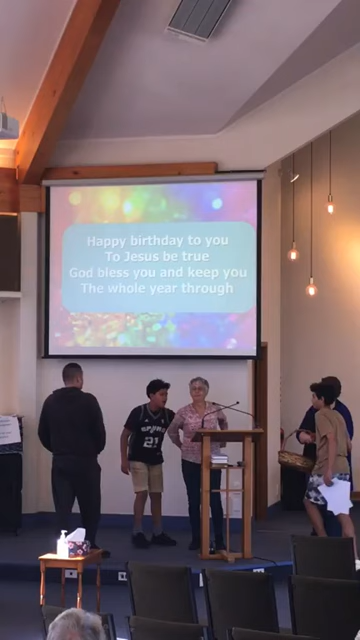 Happy birthday to you
To Jesus be true
God bless you and keep you
The whole year through
SPURS
21